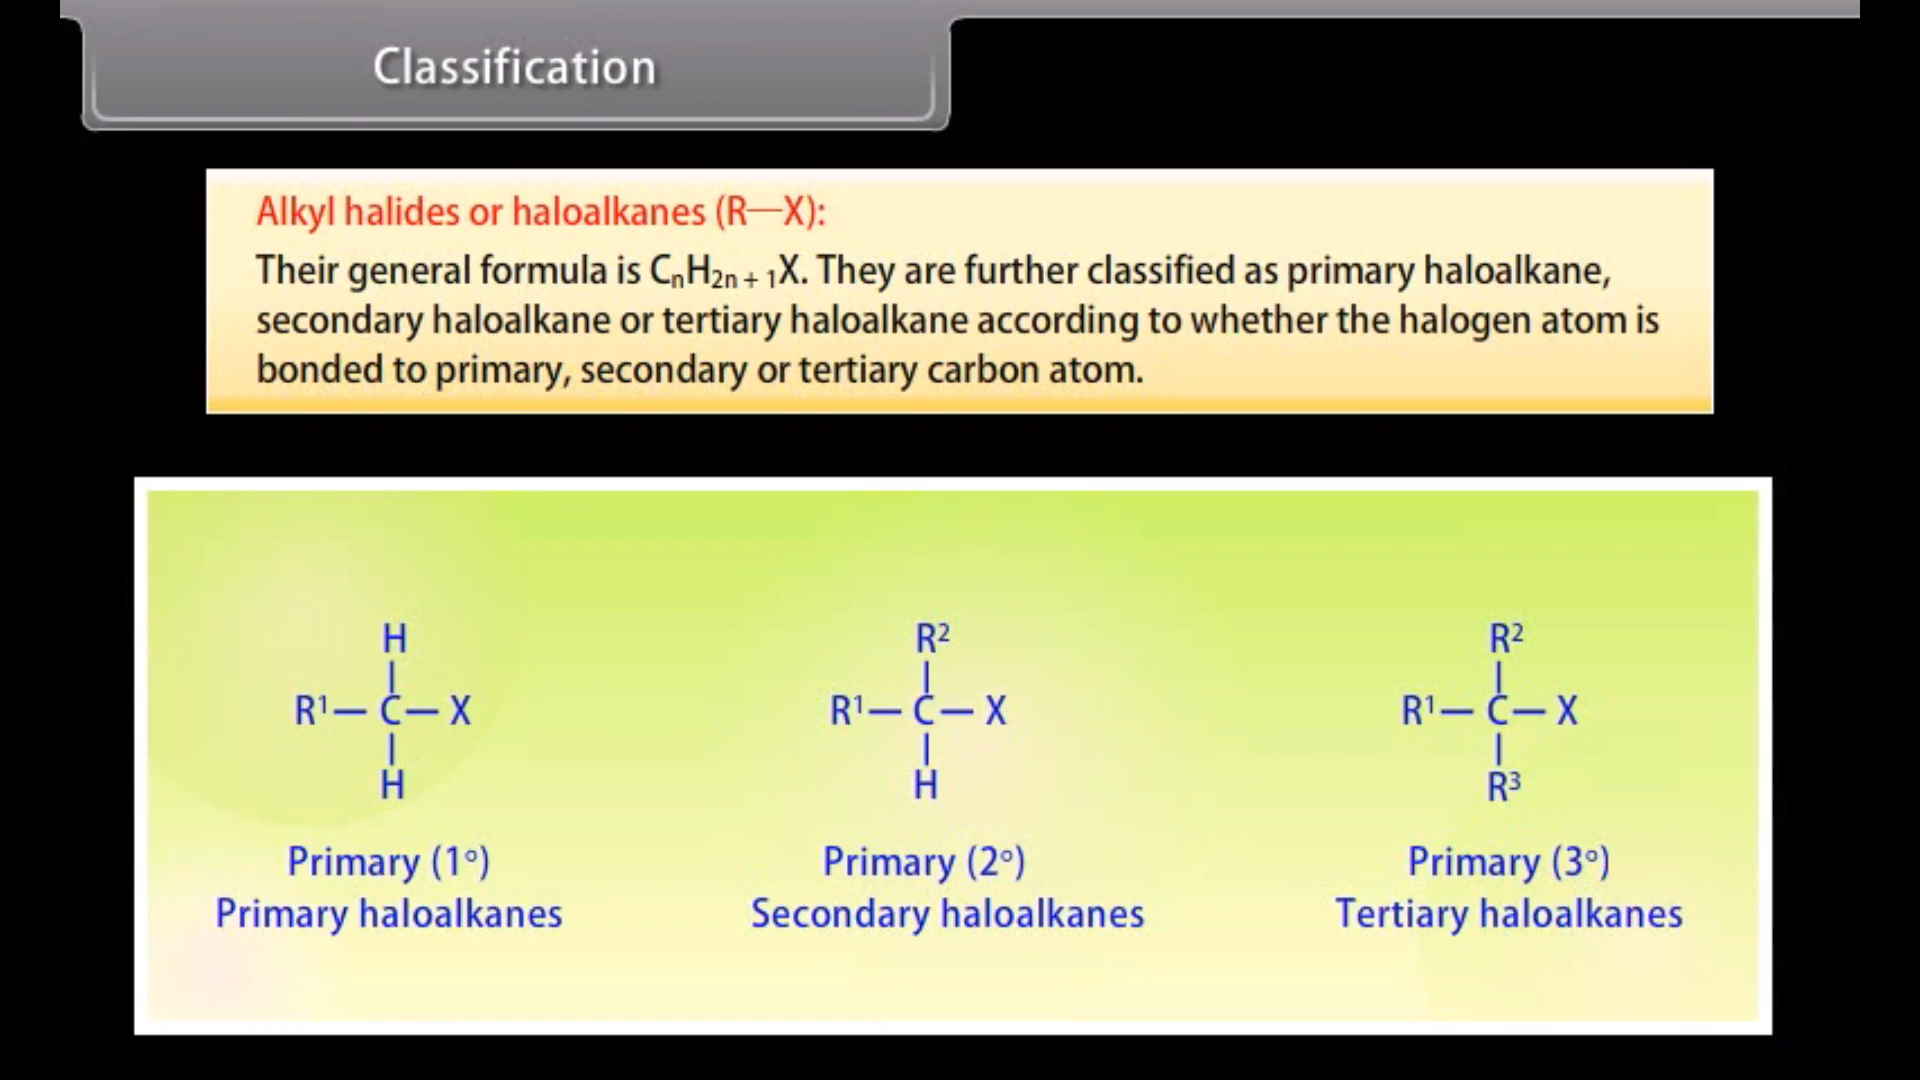 Classification
Alkyl halides or haloalkanes (R—X):
Their general formula is CₙH₂ₙ₊₁X. They are further classified as primary haloalkane,
secondary haloalkane or tertiary haloalkane according to whether the halogen atom is
bonded to primary, secondary or tertiary carbon atom.
H
R¹— C— X
H
Primary (1°)
Primary haloalkanes
R²
R¹— C— X
H
Primary (2°)
Secondary haloalkanes
R²
R¹— C— X
R³
Primary (3°)
Tertiary haloalkanes